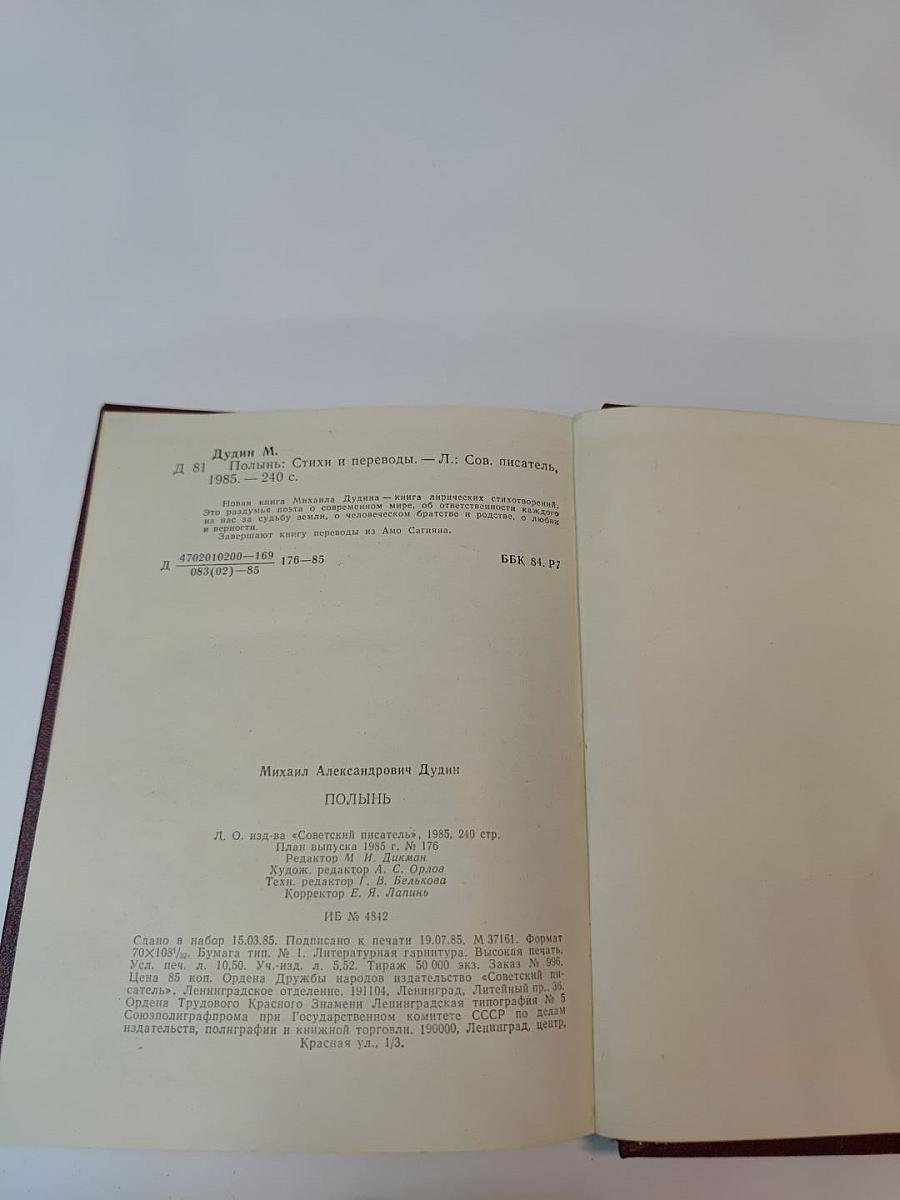 Дудин М.
Д 81 Полынь: Стихи и переводы. — Л.: Сов. писатель,
1985. — 240 с.
Новая книга Михаила Дудина — книга лирических стихотворений.
Это раздумья поэта о современном мире, об ответственности каждого
из нас за судьбу земли, о человеческом братстве и родстве, о любви
и верности.
Завершают книгу переводы из Амо Сагияна.
4702010200—169
Д 176—85 ББК 84. Р7
083(02)—85
Михаил Александрович Дудин
ПОЛЫНЬ
Л. О. изд-ва «Советский писатель», 1985, 240 стр.
План выпуска 1985 г. № 176
Редактор М И. Дикман
Худож. редактор А. С. Орлов
Техн. редактор Г. В. Белькова
Корректор Е. Я. Лапинь
ИБ № 4842
Сдано в набор 15.03.85. Подписано к печати 19.07.85. М 37161. Формат
70×108¹/₃₂. Бумага тип. № 1. Литературная гарнитура. Высокая печать.
Усл. печ. л. 10,50. Уч.-изд. л. 5,52. Тираж 50 000 экз. Заказ № 996.
Цена 85 коп. Ордена Дружбы народов издательство «Советский пи-
сатель». Ленинградское отделение. 191104, Ленинград, Литейный пр., 36.
Ордена Трудового Красного Знамени Ленинградская типография № 5
Союзполиграфпрома при Государственном комитете СССР по делам
издательств, полиграфии и книжной торговли. 190000, Ленинград, центр,
Красная ул., 1/3.